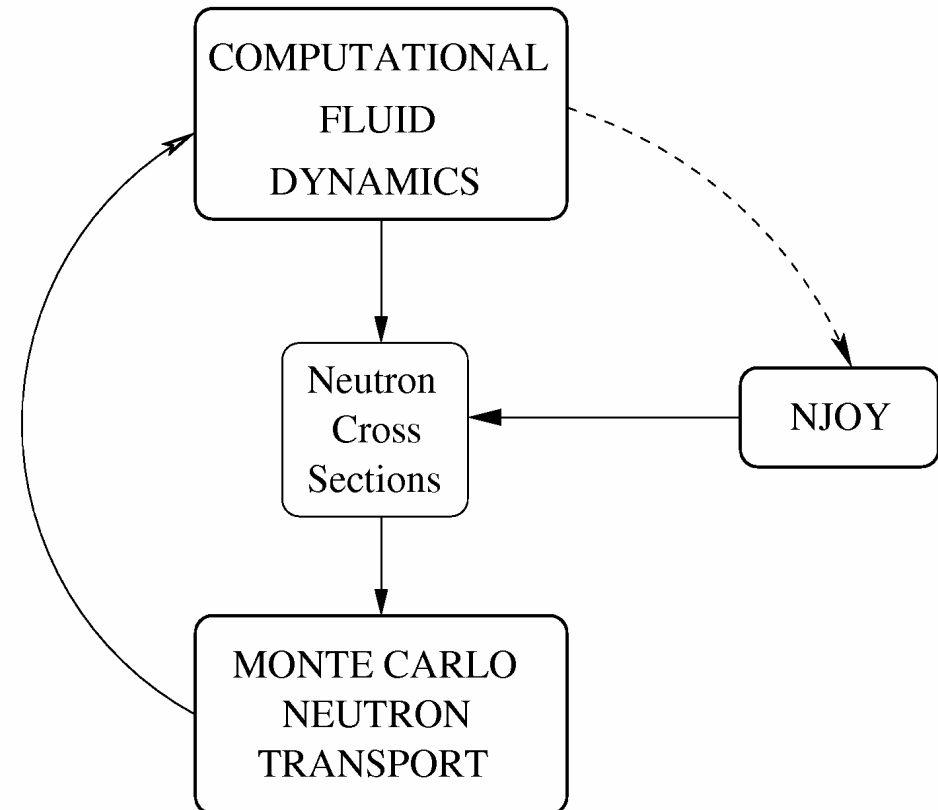 COMPUTATIONAL
FLUID
DYNAMICS
Neutron
Cross
Sections
NJOY
MONTE CARLO
NEUTRON
TRANSPORT